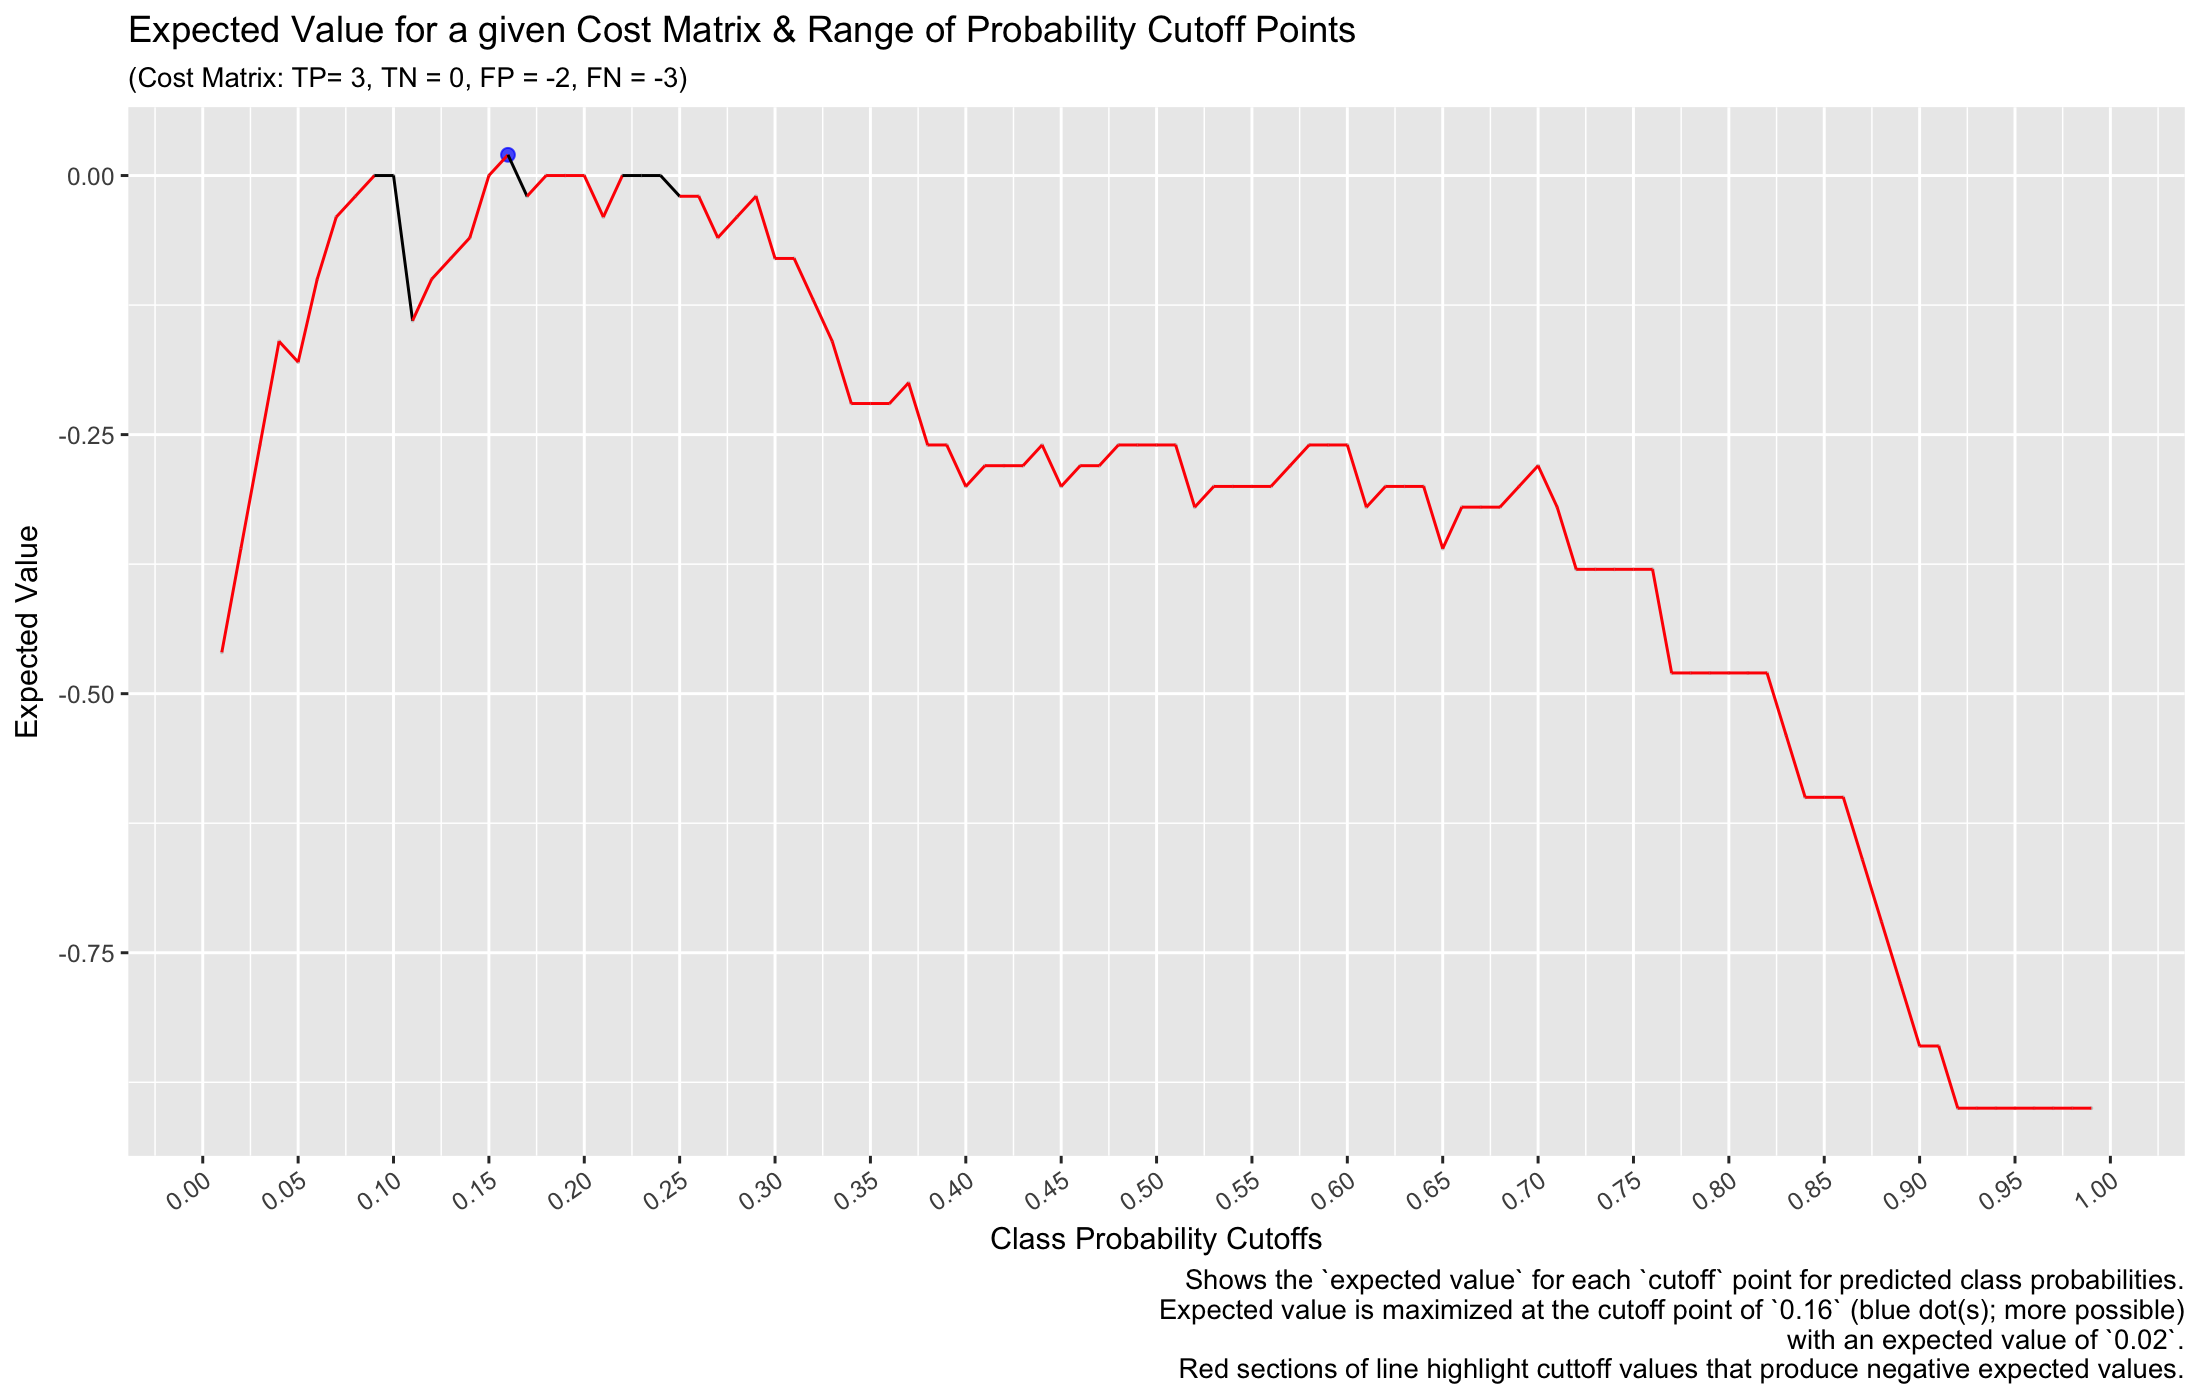 Expected Value for a given Cost Matrix & Range of Probability Cutoff Points
(Cost Matrix: TP= 3, TN = 0, FP = -2, FN = -3)
0.00
-0.25
-0.50
-0.75
Expected Value
0.00 0.05 0.10 0.15 0.20 0.25 0.30 0.35 0.40 0.45 0.50 0.55 0.60 0.65 0.70 0.75 0.80 0.85 0.90 0.95 1.00
Class Probability Cutoffs
Shows the `expected value` for each `cutoff` point for predicted class probabilities.
Expected value is maximized at the cutoff point of `0.16` (blue dot(s); more possible)
with an expected value of `0.02`.
Red sections of line highlight cuttoff values that produce negative expected values.